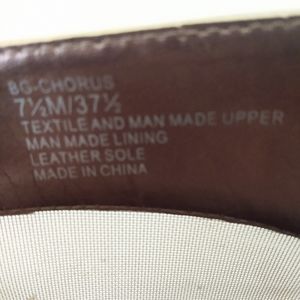 BG-CHORUS
7½M/37½
TEXTILE AND MAN MADE UPPER
MAN MADE LINING
LEATHER SOLE
MADE IN CHINA